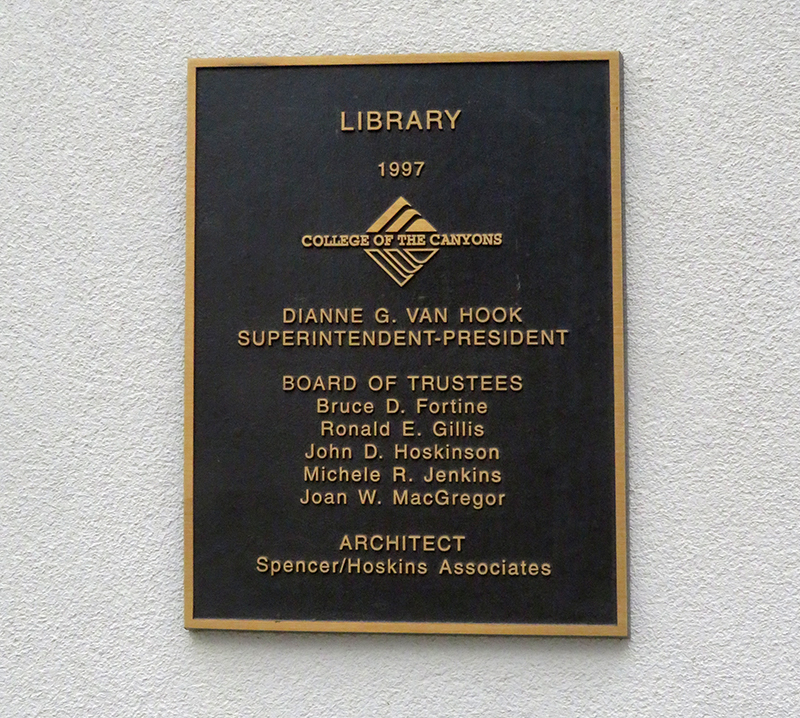 LIBRARY
1997
COLLEGE OF THE CANYONS
DIANNE G. VAN HOOK
SUPERINTENDENT-PRESIDENT
BOARD OF TRUSTEES
Bruce D. Fortine
Ronald E. Gillis
John D. Hoskinson
Michele R. Jenkins
Joan W. MacGregor
ARCHITECT
Spencer/Hoskins Associates